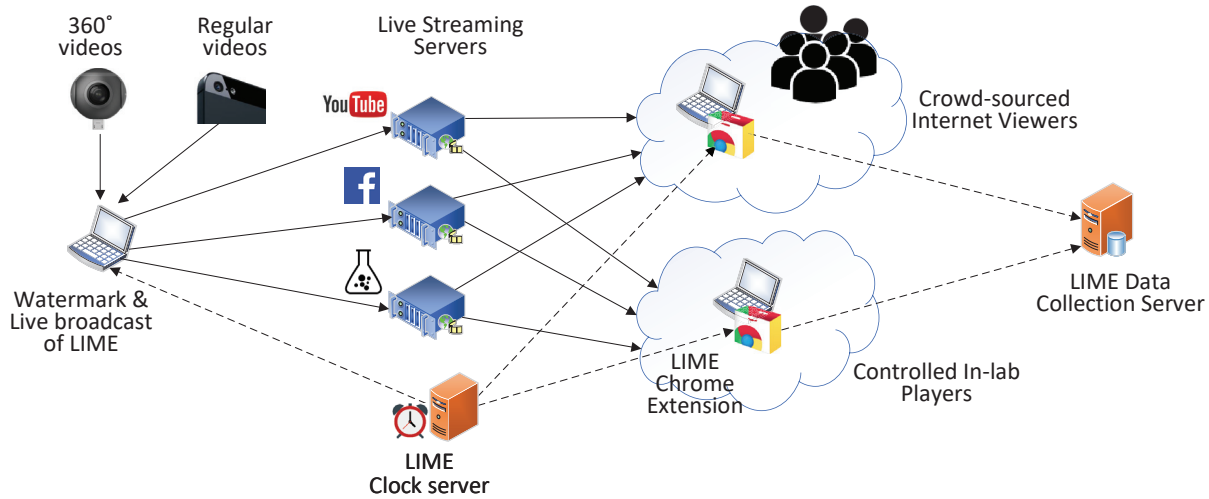 360˚
videos
Regular
videos
Live Streaming
Servers
YouTube
f
Crowd-sourced
Internet Viewers
Watermark &
Live broadcast
of LIME
LIME Data
Collection Server
LIME
Chrome
Extension
Controlled In-lab
Players
LIME
Clock server